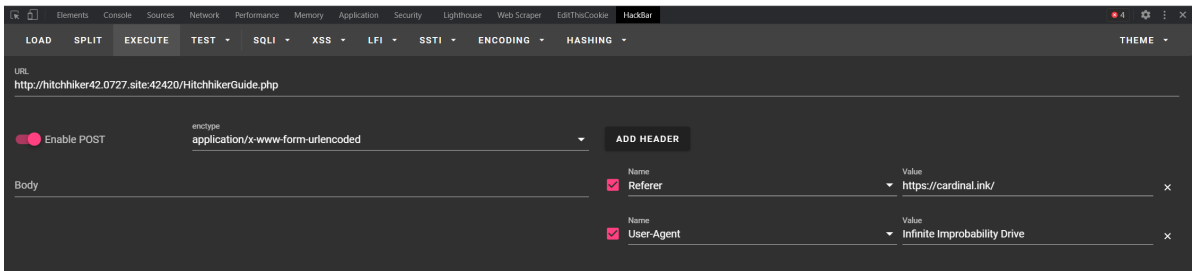 Elements Console Sources Network Performance Memory Application Security Lighthouse Web Scraper EditThisCookie HackBar 4
LOAD SPLIT EXECUTE TEST SQLI XSS LFI SSTI ENCODING HASHING THEME
URL
http://hitchhiker42.0727.site:42420/HitchhikerGuide.php
Enable POST
enctype
application/x-www-form-urlencoded
ADD HEADER
Body
Name
Referer
Value
https://cardinal.ink/
Name
User-Agent
Value
Infinite Improbability Drive